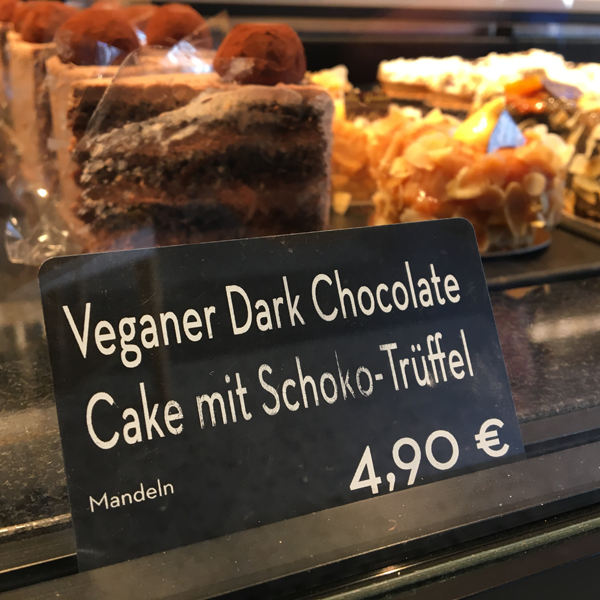 Veganer Dark Chocolate
Cake mit Schoko-Trüffel
4,90 €
Mandeln